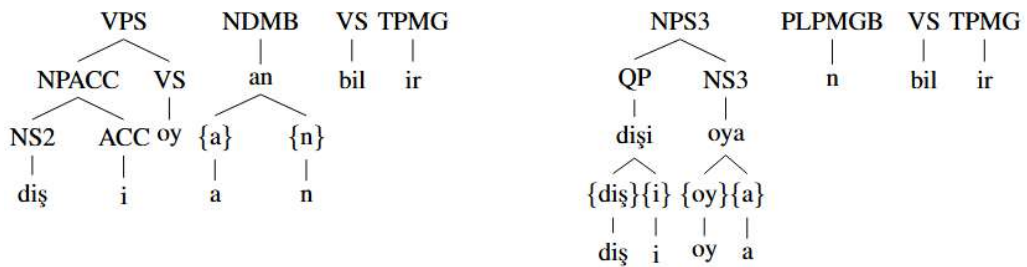 VPS NDMB VS TPMG NPS3 PLPMGB VS TPMG
NPACC VS an bil ir QP NS3 n bil ir
NS2 ACC oy {a} {n} dişi oya
diş i a n {diş} {i} {oy} {a}
diş i oy a